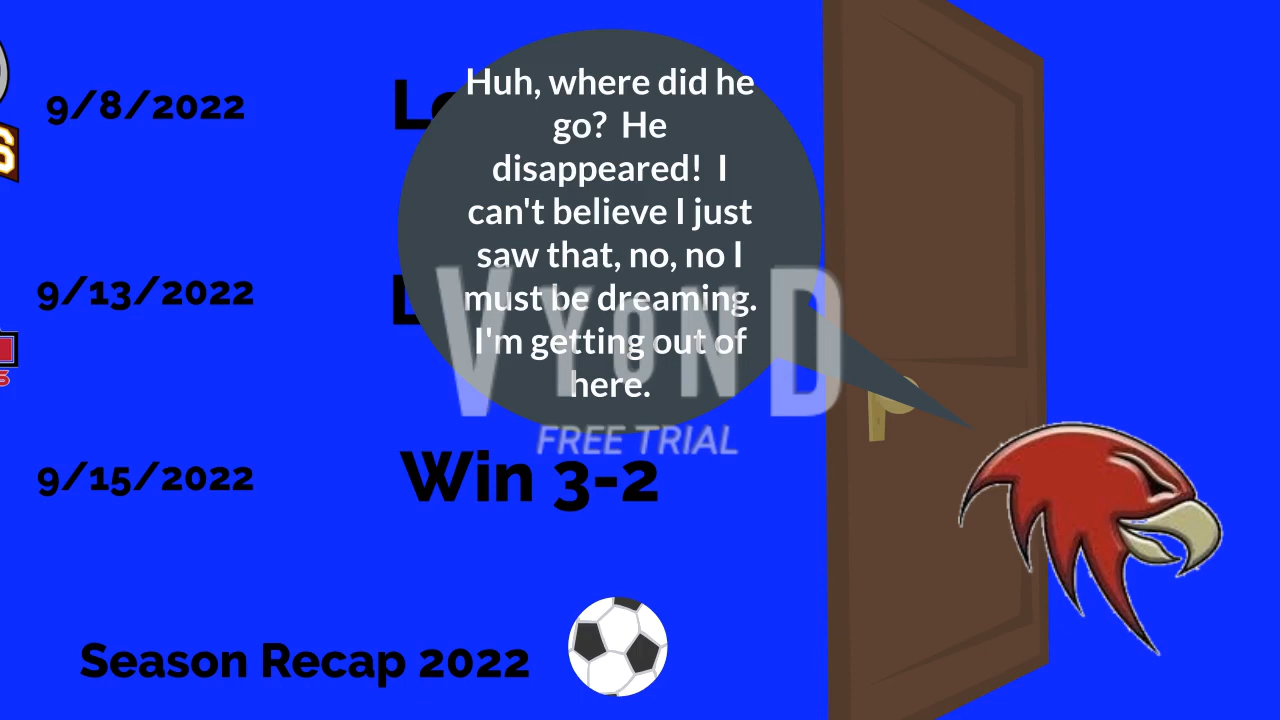 Huh, where did he
go?  He
disappeared!  I
can't believe I just
saw that, no, no I
must be dreaming.
I'm getting out of
here.
9/8/2022
9/13/2022
VYOND
FREE TRIAL
9/15/2022
Win 3-2
Season Recap 2022